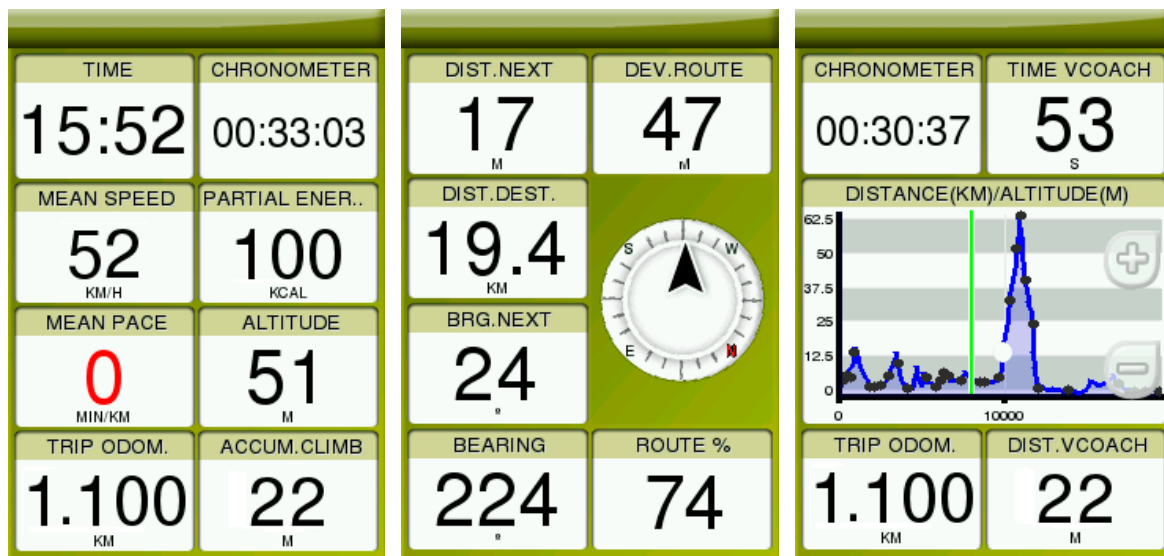 TIME CHRONOMETER
15:52 00:33:03
MEAN SPEED PARTIAL ENER..
52 100
KM/H KCAL
MEAN PACE ALTITUDE
0 51
MIN/KM M
TRIP ODOM. ACCUM.CLIMB
1.100 22
KM M
DIST.NEXT DEV.ROUTE
17 47
M M
DIST.DEST.
19.4
KM
S W
E N
BRG.NEXT
24
º
BEARING ROUTE %
224 74
º
CHRONOMETER TIME VCOACH
00:30:37 53
S
DISTANCE(KM)/ALTITUDE(M)
62.5
50
37.5
25
12.5
0
0 10000
TRIP ODOM. DIST.VCOACH
1.100 22
KM M